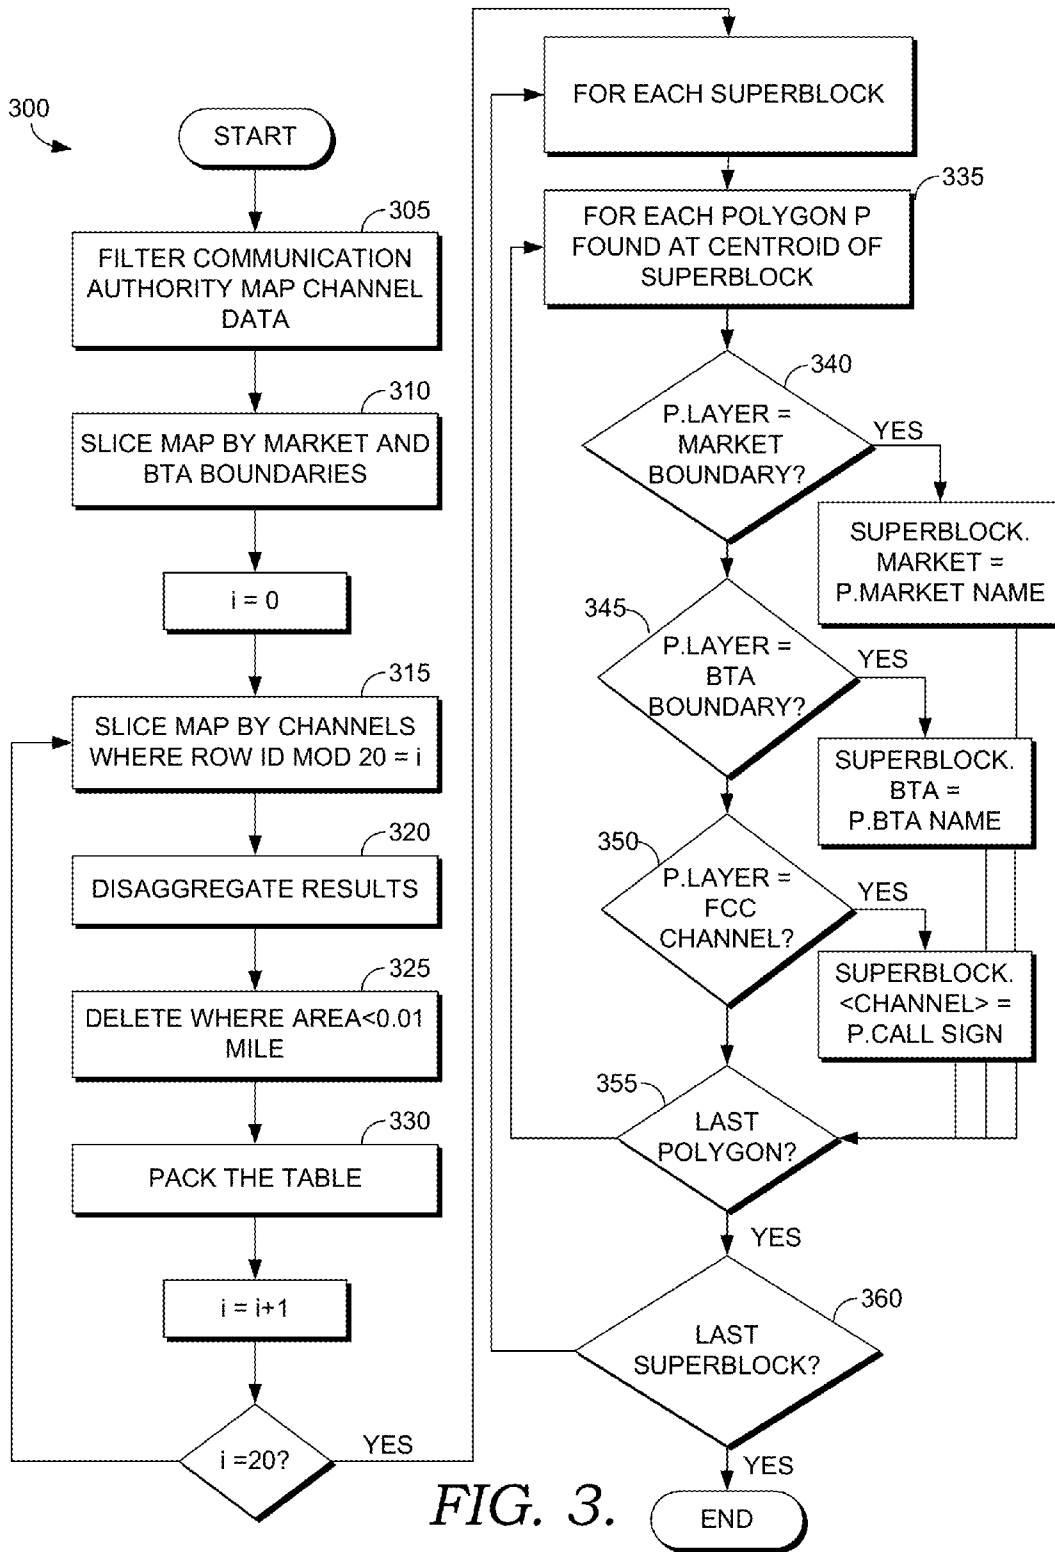 300
START
305
FILTER COMMUNICATION
AUTHORITY MAP CHANNEL
DATA
310
SLICE MAP BY MARKET AND
BTA BOUNDARIES
i = 0
315
SLICE MAP BY CHANNELS
WHERE ROW ID MOD 20 = i
320
DISAGGREGATE RESULTS
325
DELETE WHERE AREA<0.01
MILE
330
PACK THE TABLE
i = i+1
i =20?
YES
FOR EACH SUPERBLOCK
335
FOR EACH POLYGON P
FOUND AT CENTROID OF
SUPERBLOCK
340
P.LAYER =
MARKET
BOUNDARY?
YES
SUPERBLOCK.
MARKET =
P.MARKET NAME
345
P.LAYER =
BTA
BOUNDARY?
YES
SUPERBLOCK.
BTA =
P.BTA NAME
350
P.LAYER =
FCC
CHANNEL?
YES
SUPERBLOCK.
<CHANNEL> =
P.CALL SIGN
355
LAST
POLYGON?
YES
360
LAST
SUPERBLOCK?
YES
END
FIG. 3.